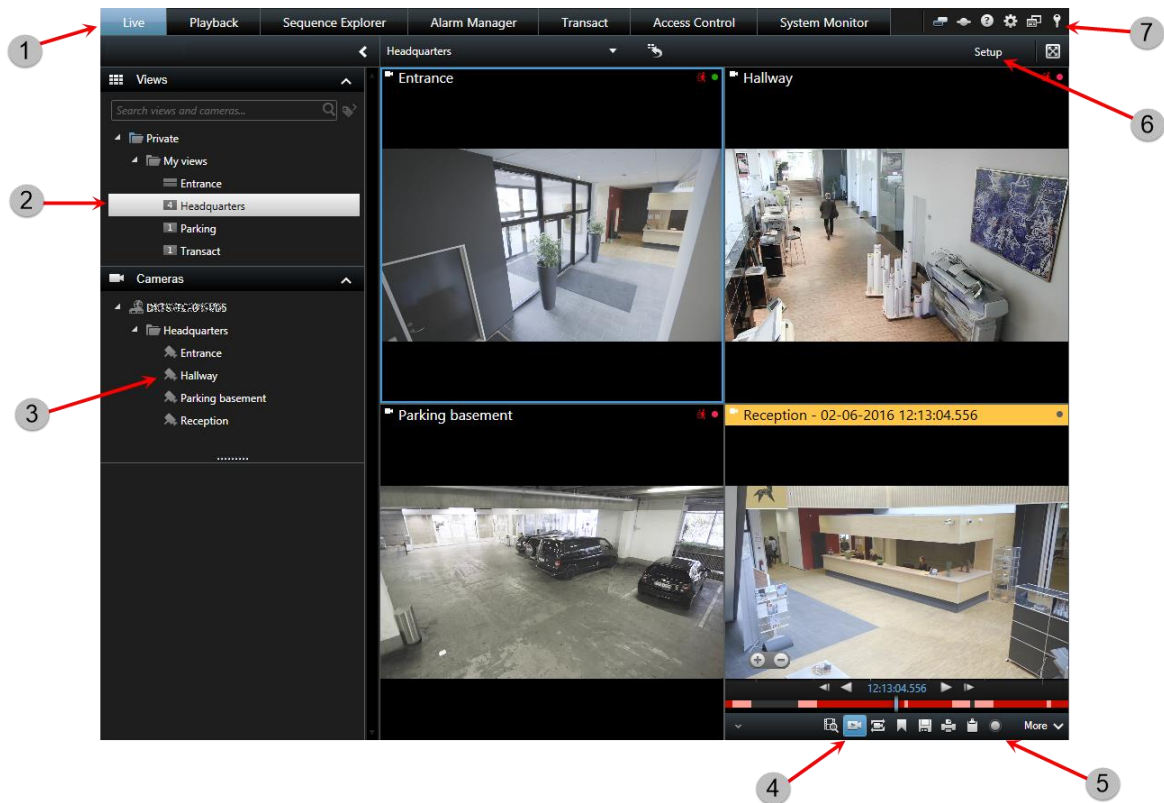 Live Playback Sequence Explorer Alarm Manager Transact Access Control System Monitor
1
7
Headquarters Setup
6
Views
Search views and cameras...
Private
My views
Entrance
2
4 Headquarters
1 Parking
1 Transact
Cameras
Headquarters
Entrance
Hallway
3
Parking basement
Reception
Entrance
Hallway
Parking basement
Reception - 02-06-2016 12:13:04.556
12:13:04.556
More
4
5